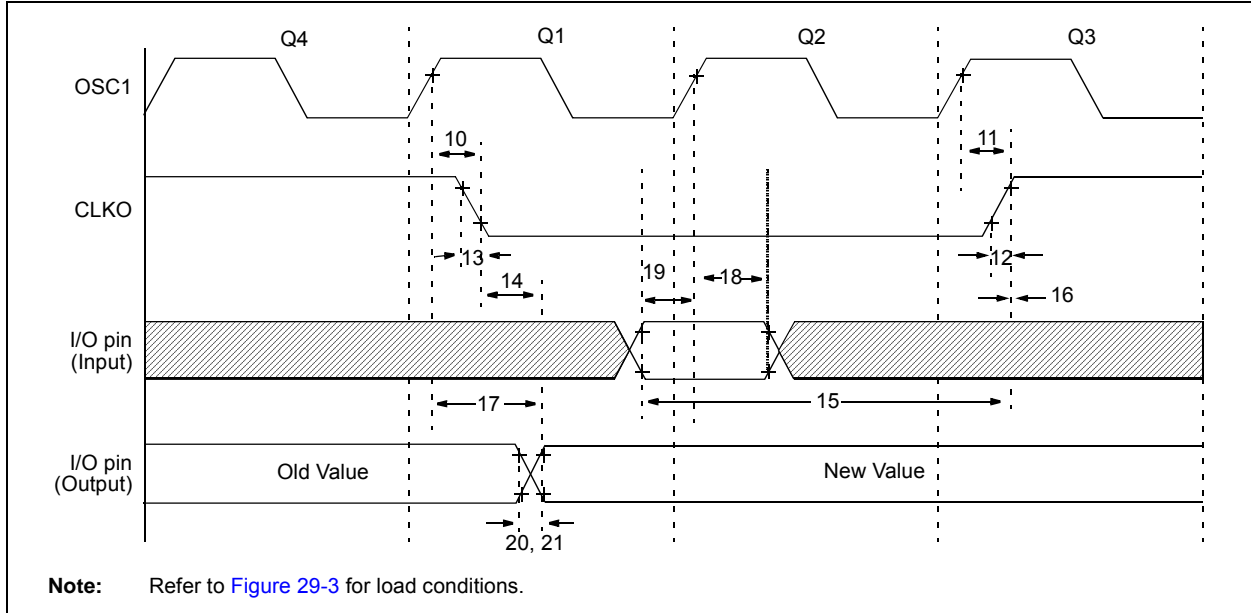 Q4
Q1
Q2
Q3
OSC1
10
11
CLKO
13
14
19
18
12
16
I/O pin
(Input)
17
15
I/O pin
(Output)
Old Value
New Value
20, 21
Note: Refer to Figure 29-3 for load conditions.